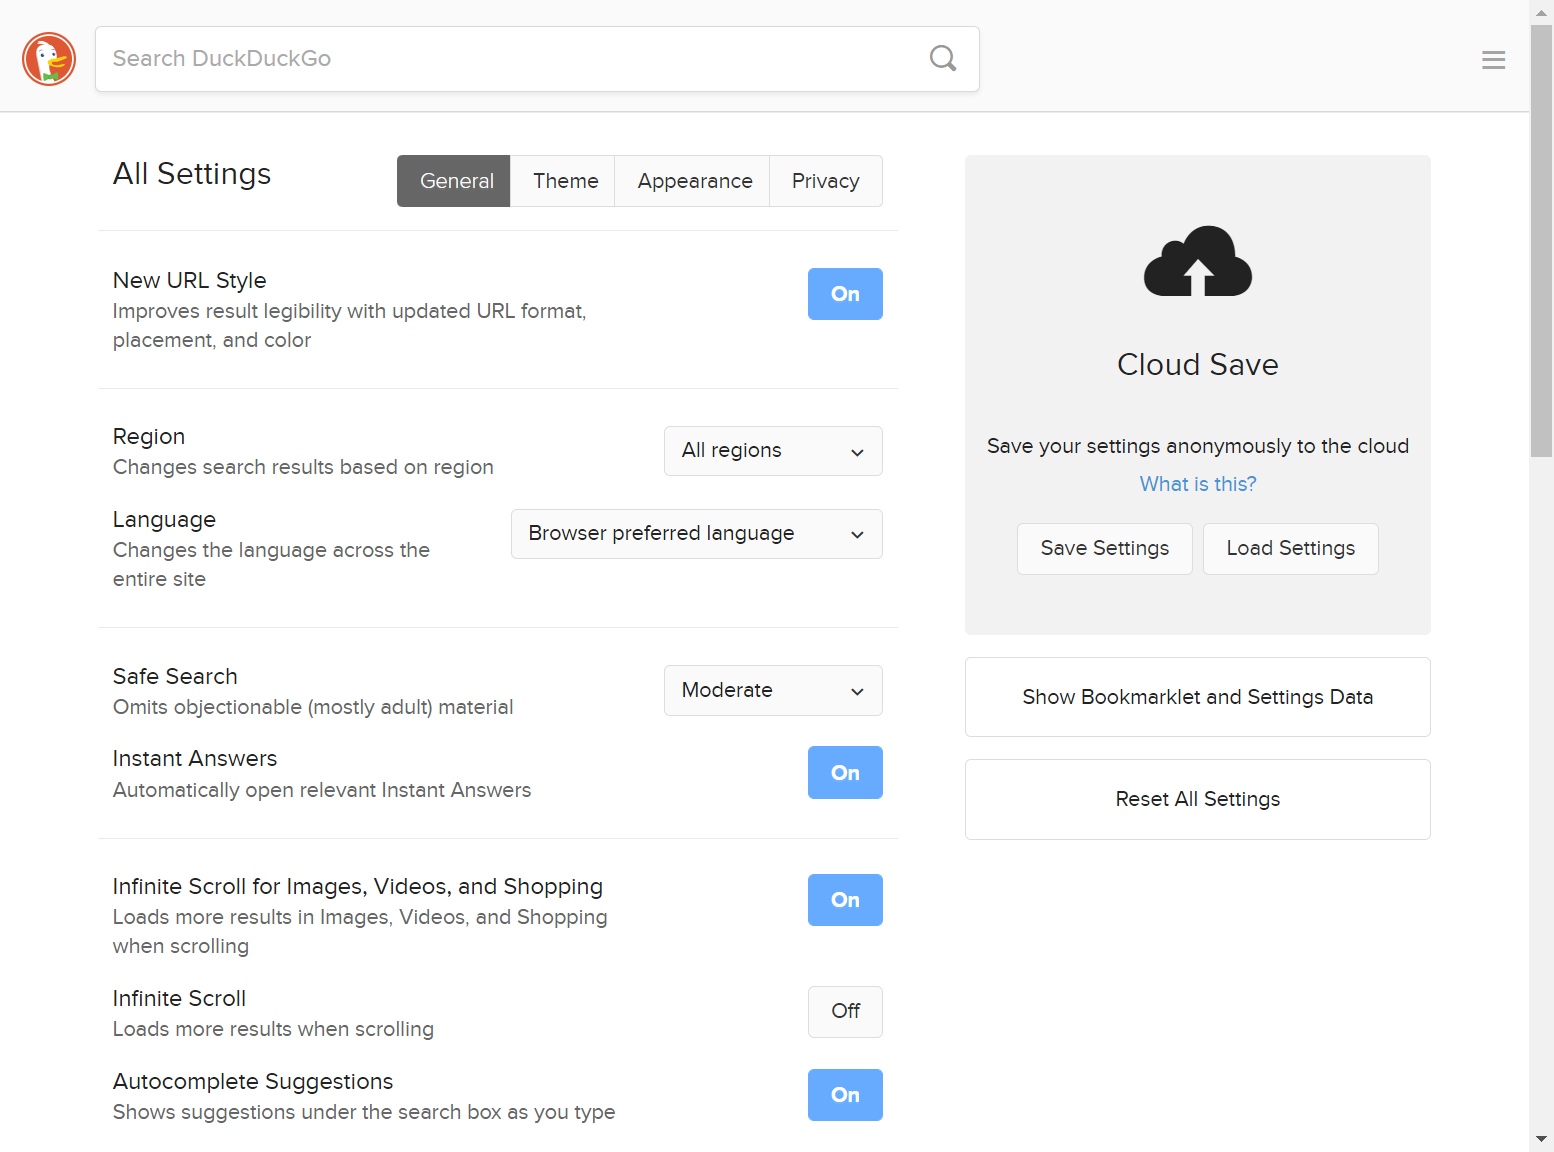 Search DuckDuckGo
All Settings
General
Theme
Appearance
Privacy
New URL Style
Improves result legibility with updated URL format,
placement, and color
On
Region
Changes search results based on region
All regions
Language
Changes the language across the
entire site
Browser preferred language
Safe Search
Omits objectionable (mostly adult) material
Moderate
Instant Answers
Automatically open relevant Instant Answers
On
Infinite Scroll for Images, Videos, and Shopping
Loads more results in Images, Videos, and Shopping
when scrolling
On
Infinite Scroll
Loads more results when scrolling
Off
Autocomplete Suggestions
Shows suggestions under the search box as you type
On
Cloud Save
Save your settings anonymously to the cloud
What is this?
Save Settings
Load Settings
Show Bookmarklet and Settings Data
Reset All Settings